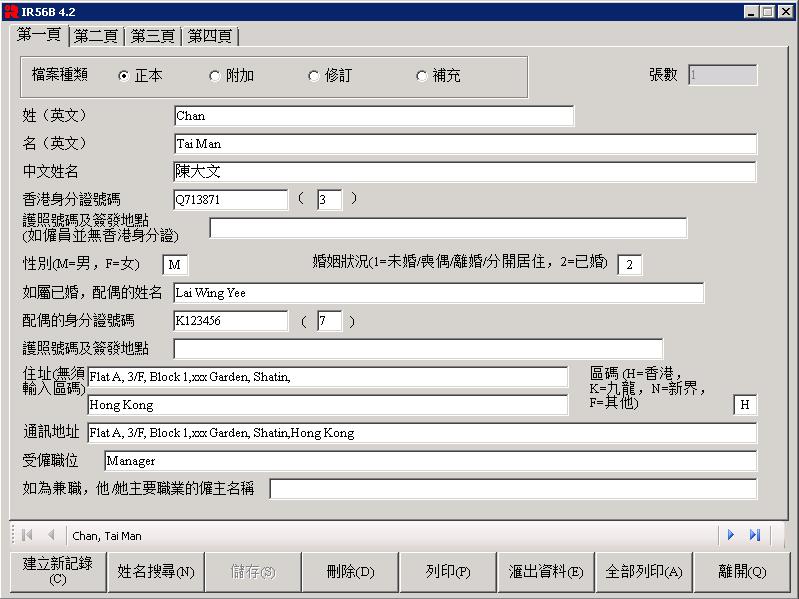 IR56B 4.2
第一頁 第二頁 第三頁 第四頁
檔案種類 正本 附加 修訂 補充 張數 1
姓（英文） Chan
名（英文） Tai Man
中文姓名 陳大文
香港身分證號碼 Q713871 ( 3 )
護照號碼及簽發地點
(如僱員並無香港身分證)
性別(M=男，F=女) M 婚姻狀況(1=未婚/喪偶/離婚/分開居住，2=已婚) 2
如屬已婚，配偶的姓名 Lai Wing Yee
配偶的身分證號碼 K123456 ( 7 )
護照號碼及簽發地點
住址(無須
輸入區碼)
Flat A, 3/F, Block 1,xxx Garden, Shatin,
Hong Kong
區碼 (H=香港，
K=九龍，N=新界，
F=其他)
H
通訊地址 Flat A, 3/F, Block 1,xxx Garden, Shatin,Hong Kong
受僱職位 Manager
如為兼職，他/她主要職業的僱主名稱
Chan, Tai Man
建立新記錄
(C)
姓名搜尋(N) 儲存(S) 刪除(D) 列印(P) 滙出資料(E) 全部列印(A) 離開(Q)